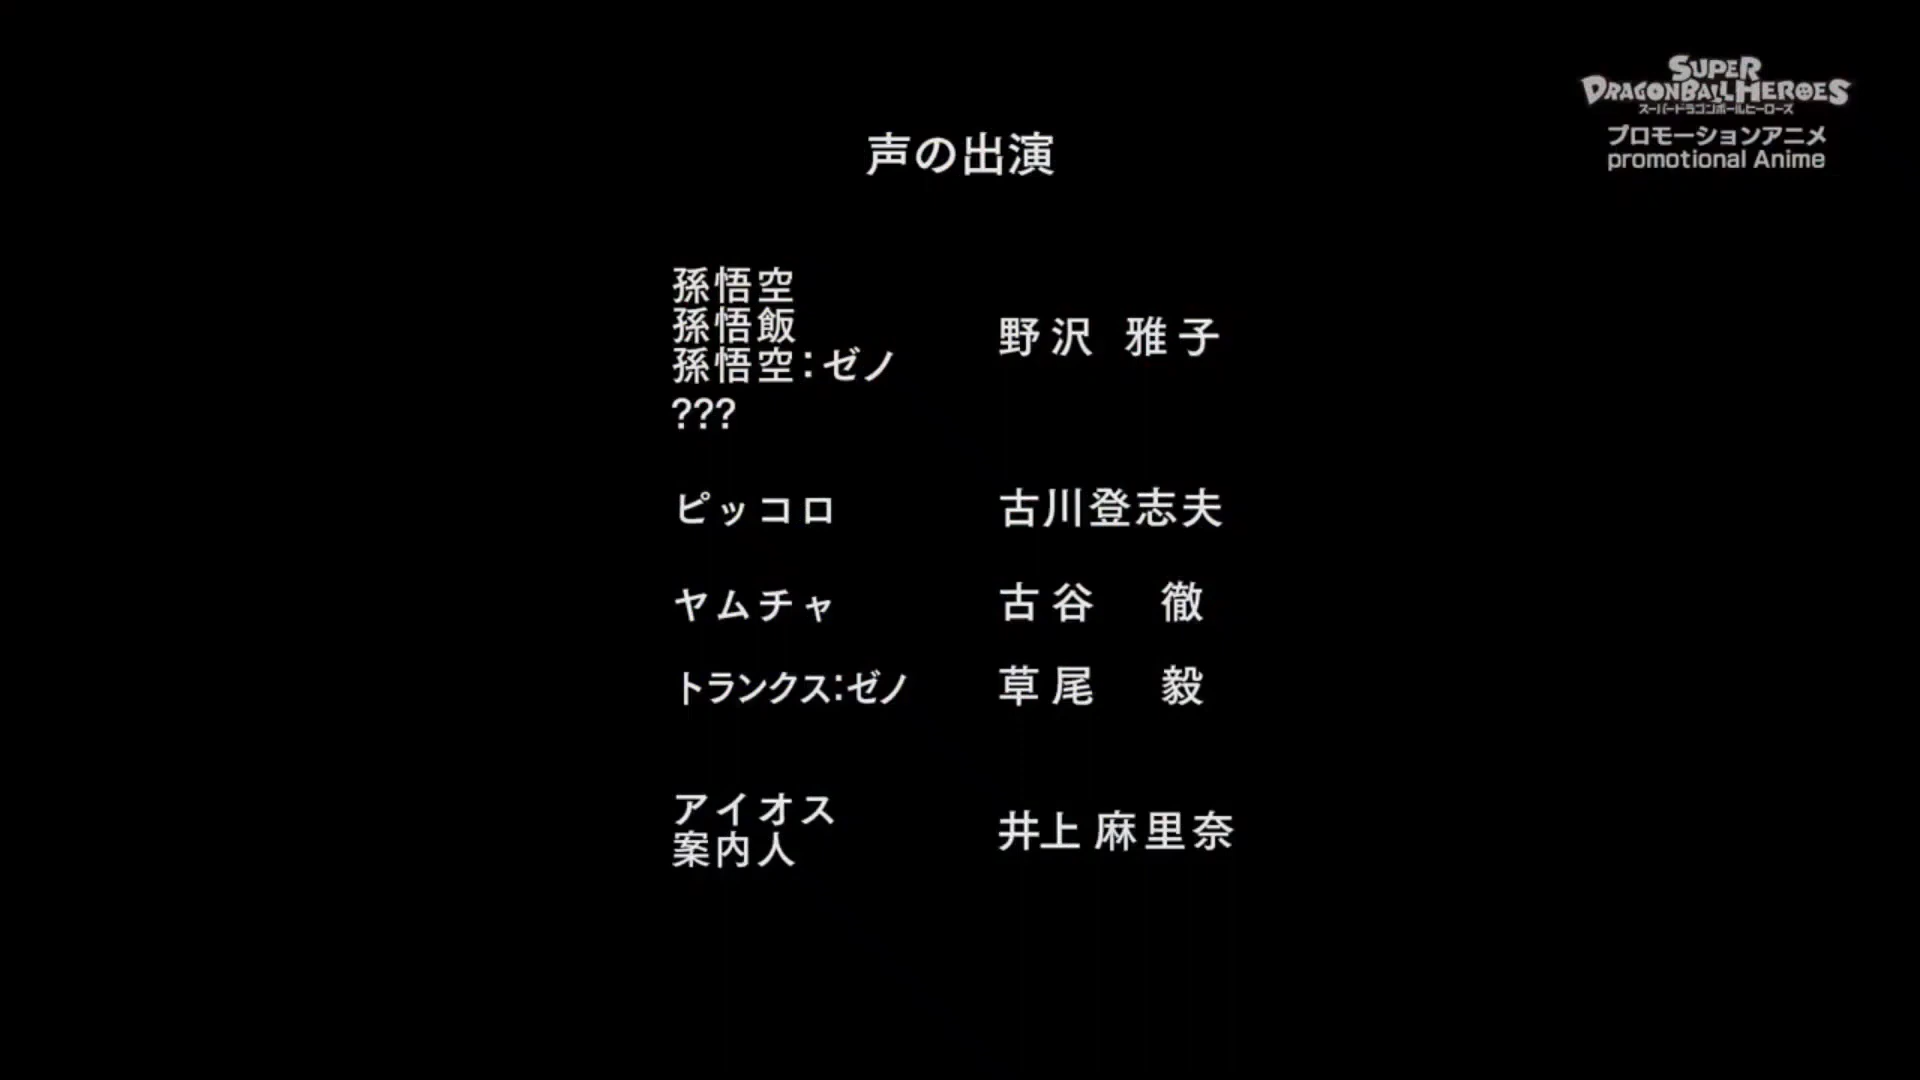 SUPER
DRAGONBALL HEROES
スーパードラゴンボールヒーローズ
プロモーションアニメ
promotional Anime
声の出演
孫悟空
孫悟飯
孫悟空:ゼノ
???
野沢 雅子
ピッコロ 古川登志夫
ヤムチャ 古谷 徹
トランクス:ゼノ 草尾 毅
アイオス
案内人
井上 麻里奈